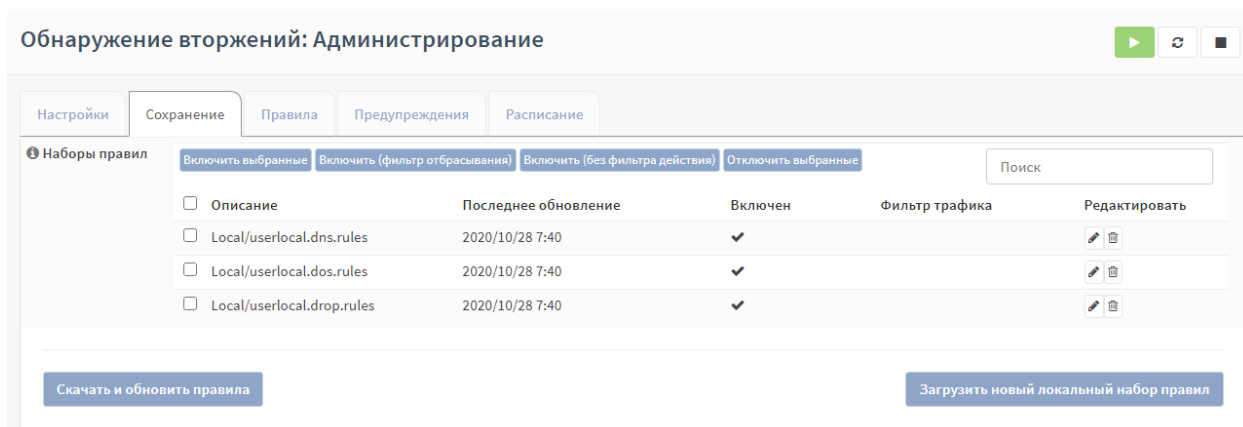 Обнаружение вторжений: Администрирование
Настройки Сохранение Правила Предупреждения Расписание
Наборы правил
Включить выбранные Включить (фильтр отбрасывания) Включить (без фильтра действия) Отключить выбранные Поиск
Описание Последнее обновление Включен Фильтр трафика Редактировать
Local/userlocal.dns.rules 2020/10/28 7:40
Local/userlocal.dos.rules 2020/10/28 7:40
Local/userlocal.drop.rules 2020/10/28 7:40
Скачать и обновить правила Загрузить новый локальный набор правил